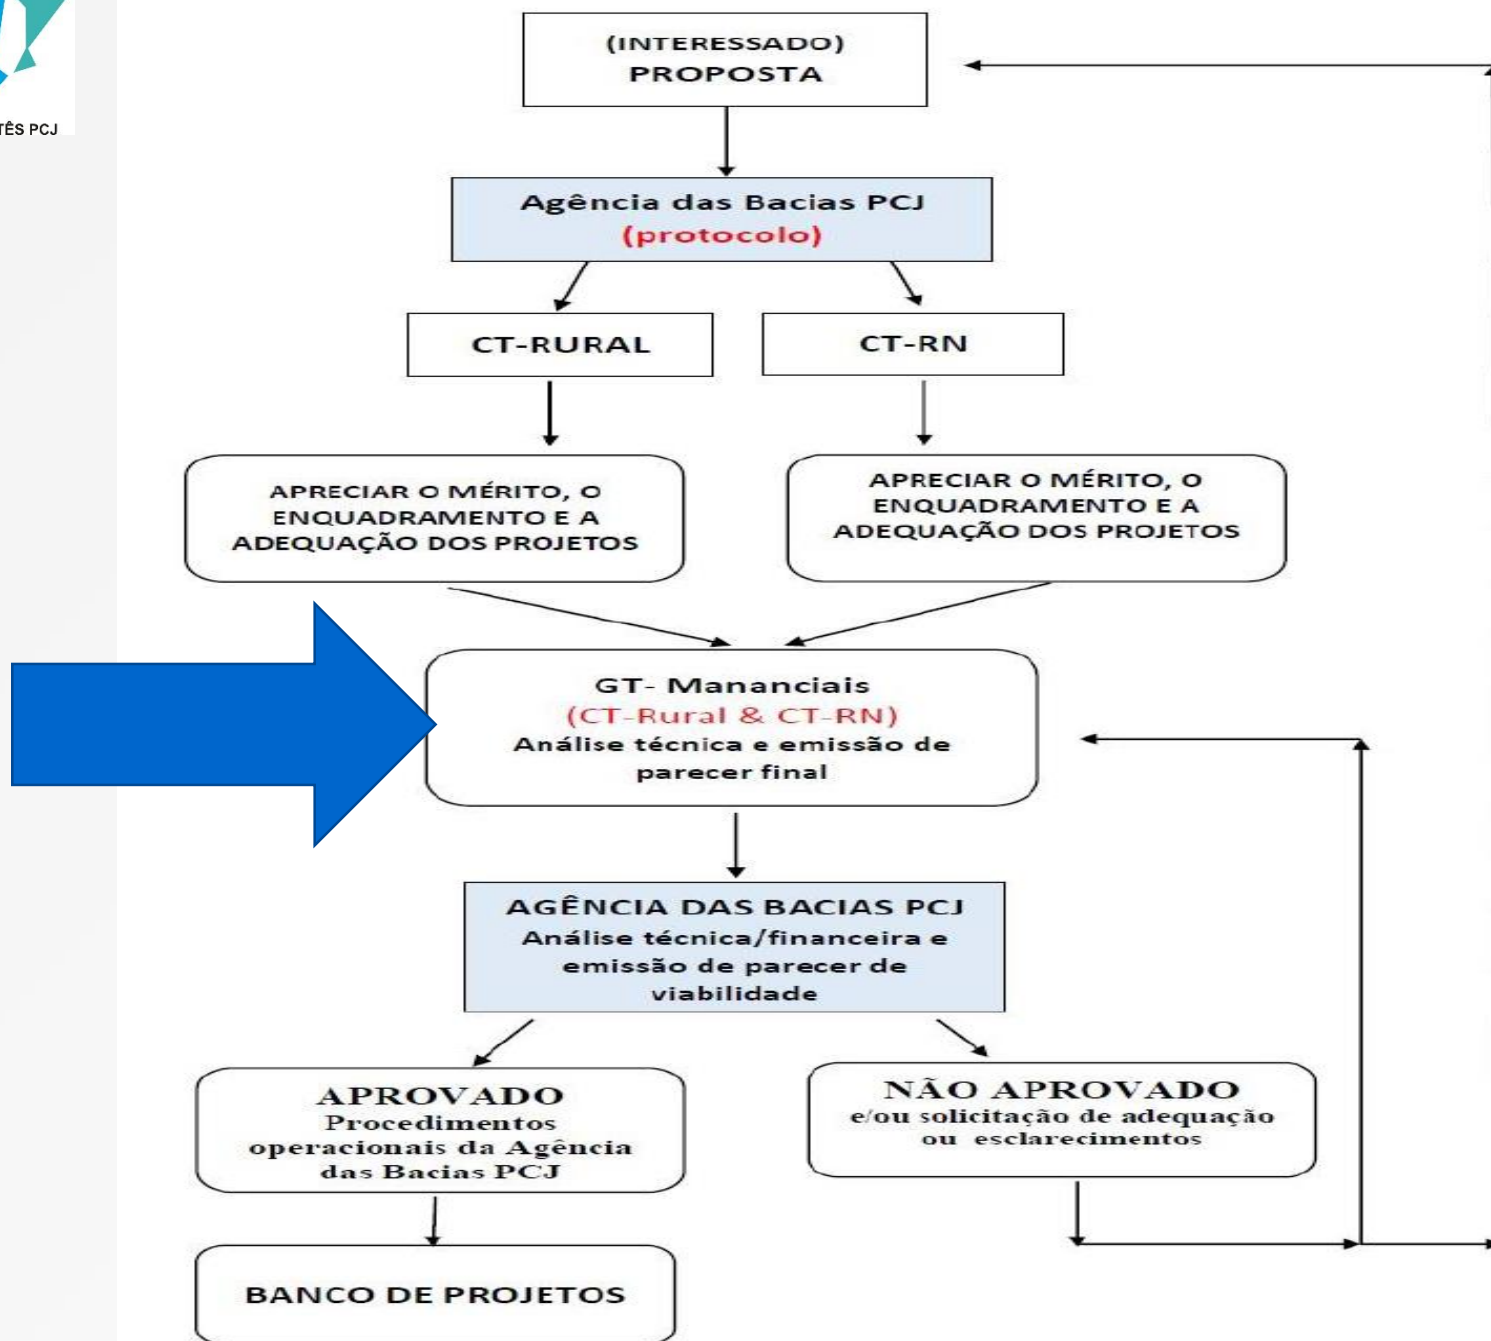 TÊS PCJ
(INTERESSADO)
PROPOSTA
Agência das Bacias PCJ
(protocolo)
CT-RURAL
CT-RN
APRECIAR O MÉRITO, O
ENQUADRAMENTO E A
ADEQUAÇÃO DOS PROJETOS
APRECIAR O MÉRITO, O
ENQUADRAMENTO E A
ADEQUAÇÃO DOS PROJETOS
GT- Mananciais
(CT-Rural & CT-RN)
Análise técnica e emissão de
parecer final
AGÊNCIA DAS BACIAS PCJ
Análise técnica/financeira e
emissão de parecer de
viabilidade
APROVADO
Procedimentos
operacionais da Agência
das Bacias PCJ
NÃO APROVADO
e/ou solicitação de adequação
ou esclarecimentos
BANCO DE PROJETOS